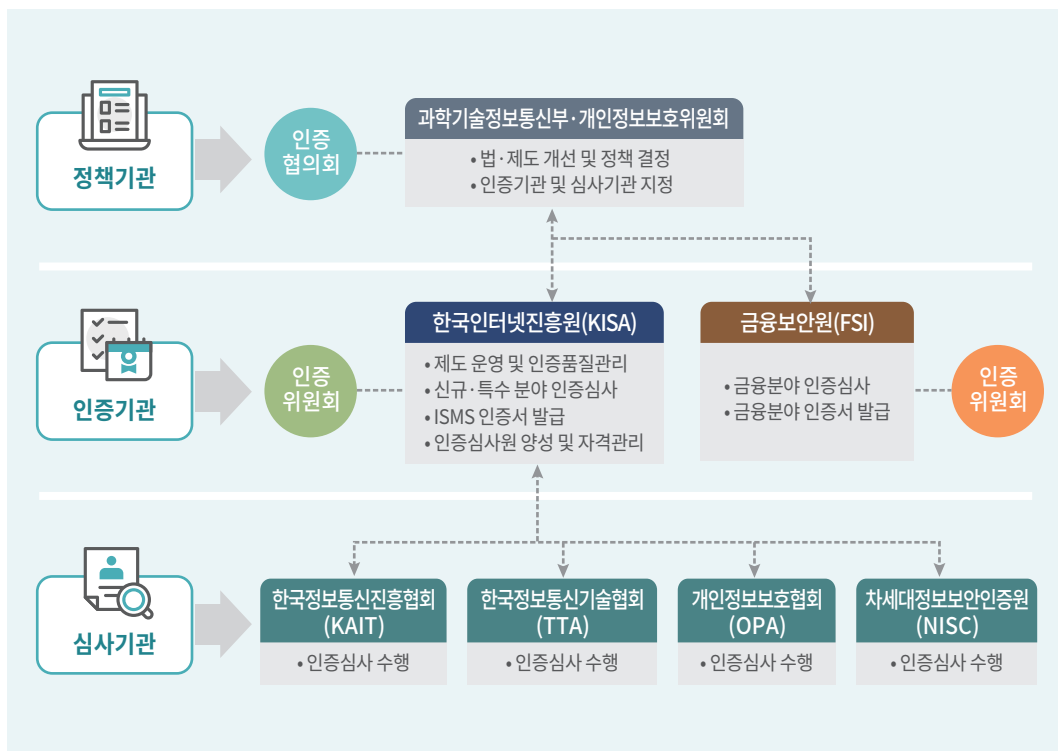 정책기관
인증
협의회
과학기술정보통신부·개인정보보호위원회
• 법·제도 개선 및 정책 결정
• 인증기관 및 심사기관 지정
인증기관
인증
위원회
한국인터넷진흥원(KISA)
• 제도 운영 및 인증품질관리
• 신규·특수 분야 인증심사
• ISMS 인증서 발급
• 인증심사원 양성 및 자격관리
금융보안원(FSI)
• 금융분야 인증심사
• 금융분야 인증서 발급
인증
위원회
심사기관
한국정보통신진흥협회
(KAIT)
• 인증심사 수행
한국정보통신기술협회
(TTA)
• 인증심사 수행
개인정보보호협회
(OPA)
• 인증심사 수행
차세대정보보안인증원
(NISC)
• 인증심사 수행